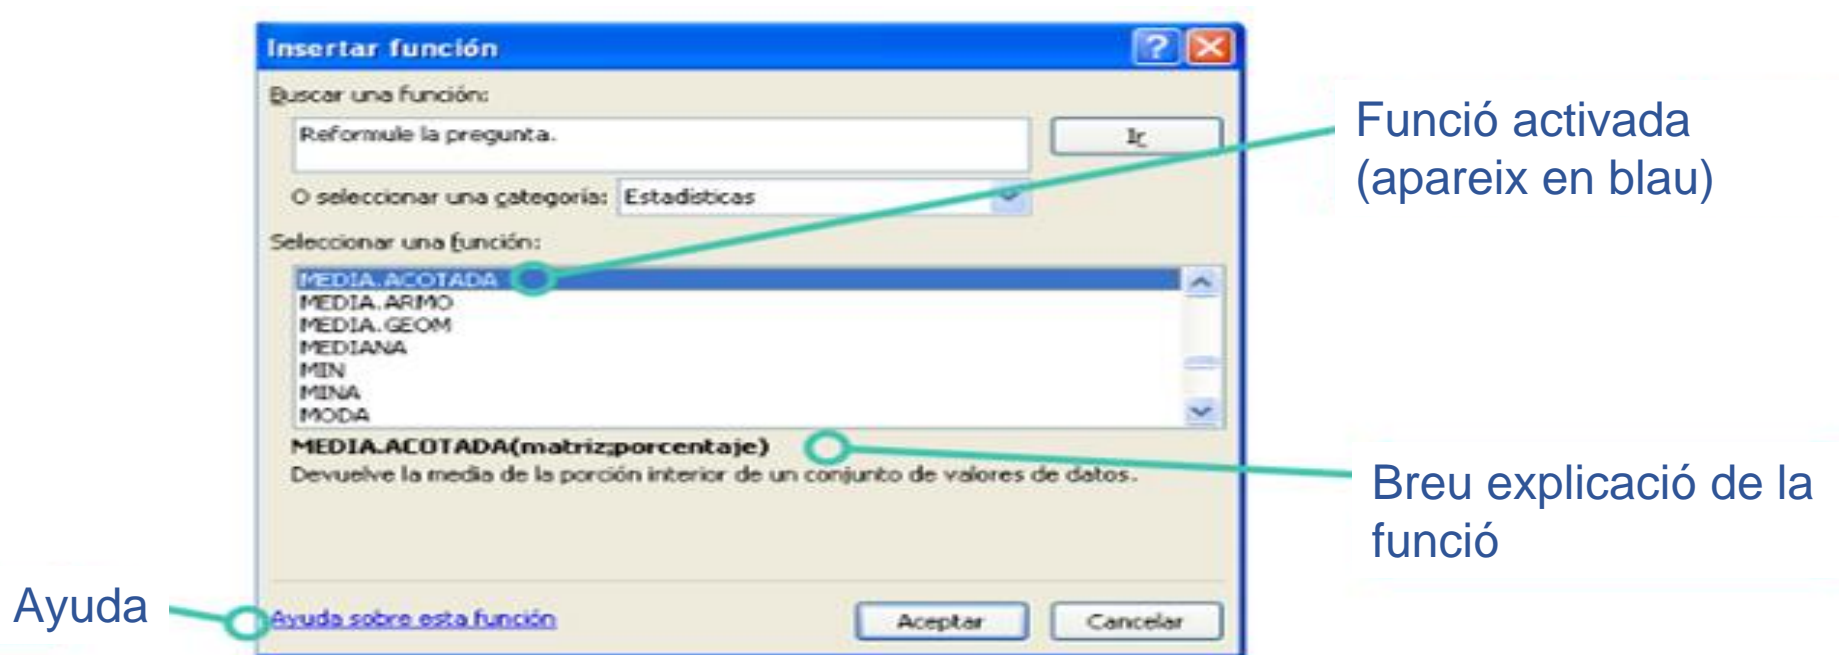 Insertar función
Buscar una función:
Reformule la pregunta.
Ir
O seleccionar una categoría:
Estadísticas
Seleccionar una función:
MEDIA.ACOTADA
MEDIA.ARMO
MEDIA.GEOM
MEDIANA
MIN
MINA
MODA
MEDIA.ACOTADA(matriz;porcentaje)
Devuelve la media de la porción interior de un conjunto de valores de datos.
Ayuda sobre esta función
Aceptar
Cancelar
Funció activada
(apareix en blau)
Breu explicació de la
funció
Ayuda